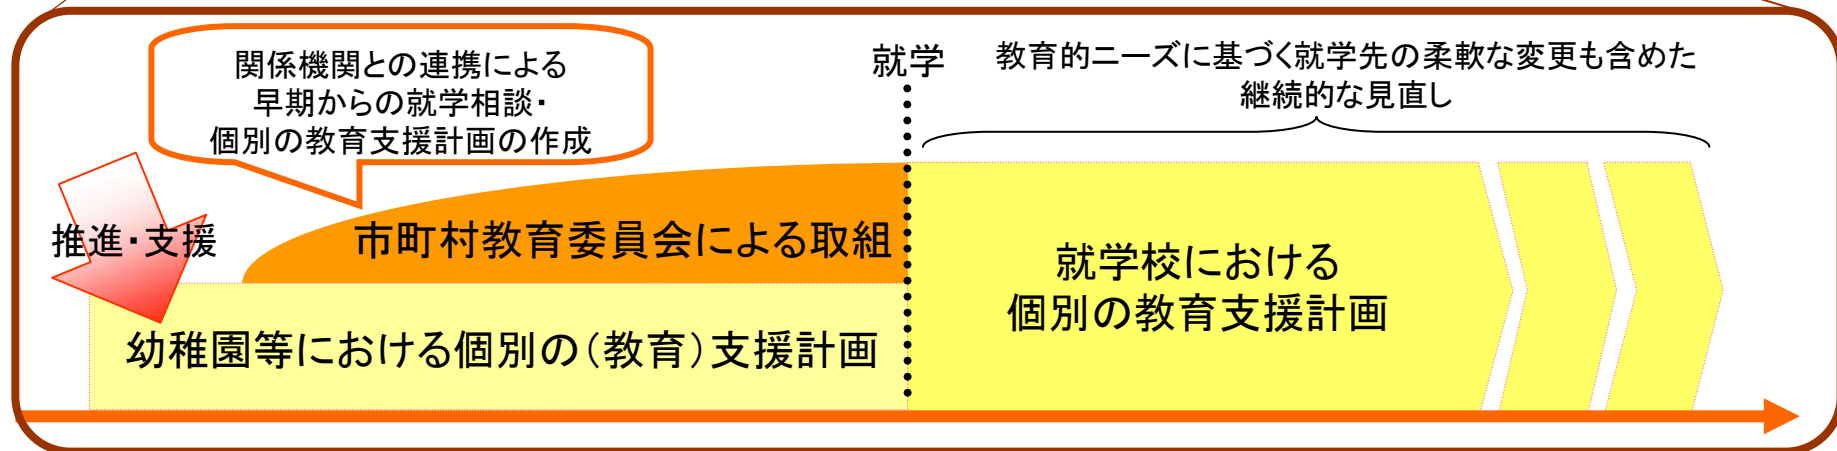 関係機関との連携による
早期からの就学相談・
個別の教育支援計画の作成
就学
教育的ニーズに基づく就学先の柔軟な変更も含めた
継続的な見直し
推進・支援
市町村教育委員会による取組
就学校における
個別の教育支援計画
幼稚園等における個別の（教育）支援計画